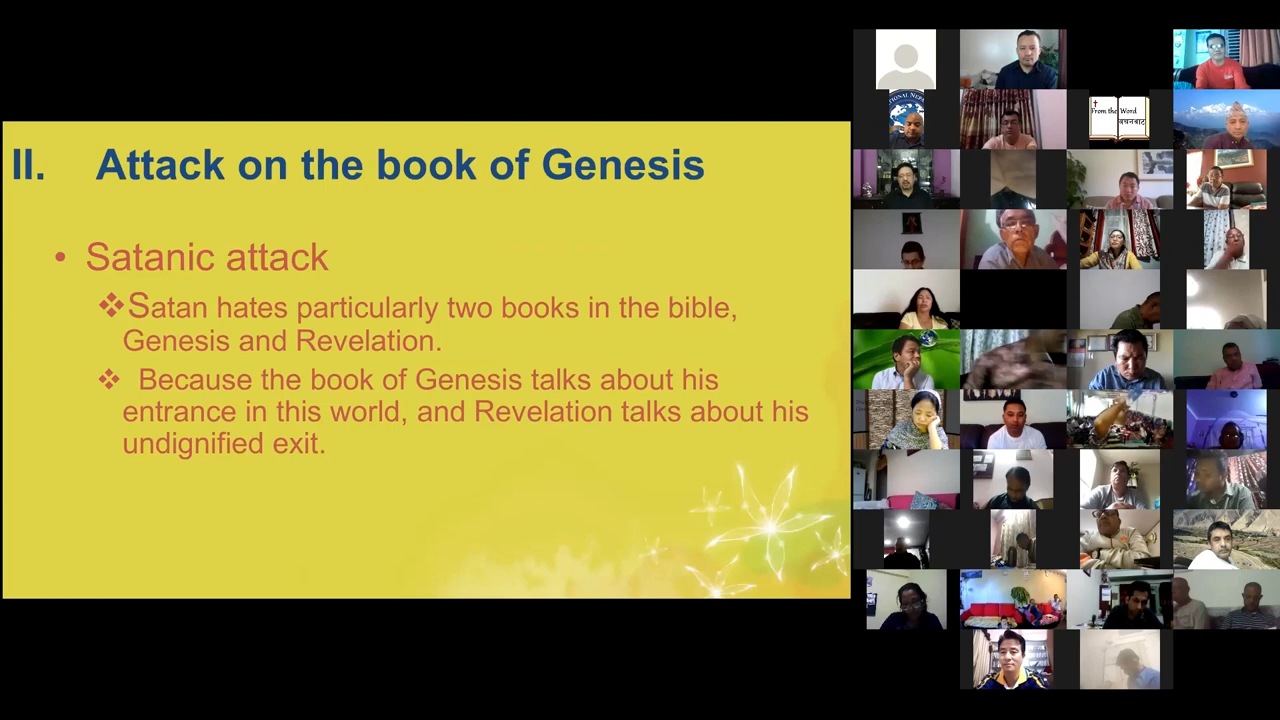 II. Attack on the book of Genesis
• Satanic attack
❖Satan hates particularly two books in the bible,
Genesis and Revelation.
❖ Because the book of Genesis talks about his
entrance in this world, and Revelation talks about his
undignified exit.
From the Word
वचनबाट